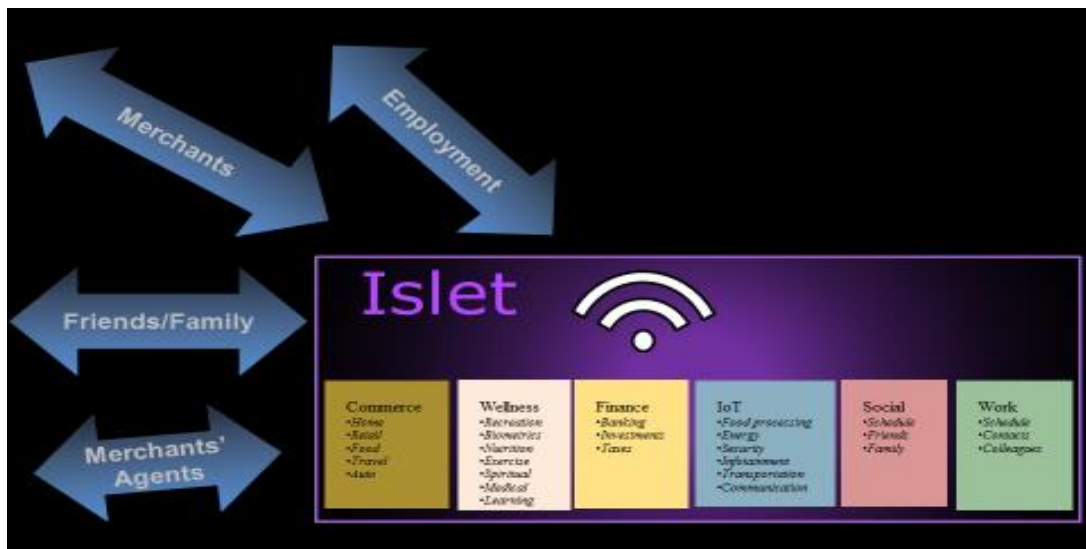 Merchants
Employment
Friends/Family
Merchants'
Agents
Islet
Commerce
•Home
•Retail
•Food
•Travel
•Auto
Wellness
•Recreation
•Biometrics
•Nutrition
•Exercise
•Spiritual
•Medical
•Learning
Finance
•Banking
•Investments
•Taxes
IoT
•Food processing
•Energy
•Security
•Infotainment
•Transportation
•Communication
Social
•Schedule
•Friends
•Family
Work
•Schedule
•Contacts
•Colleagues